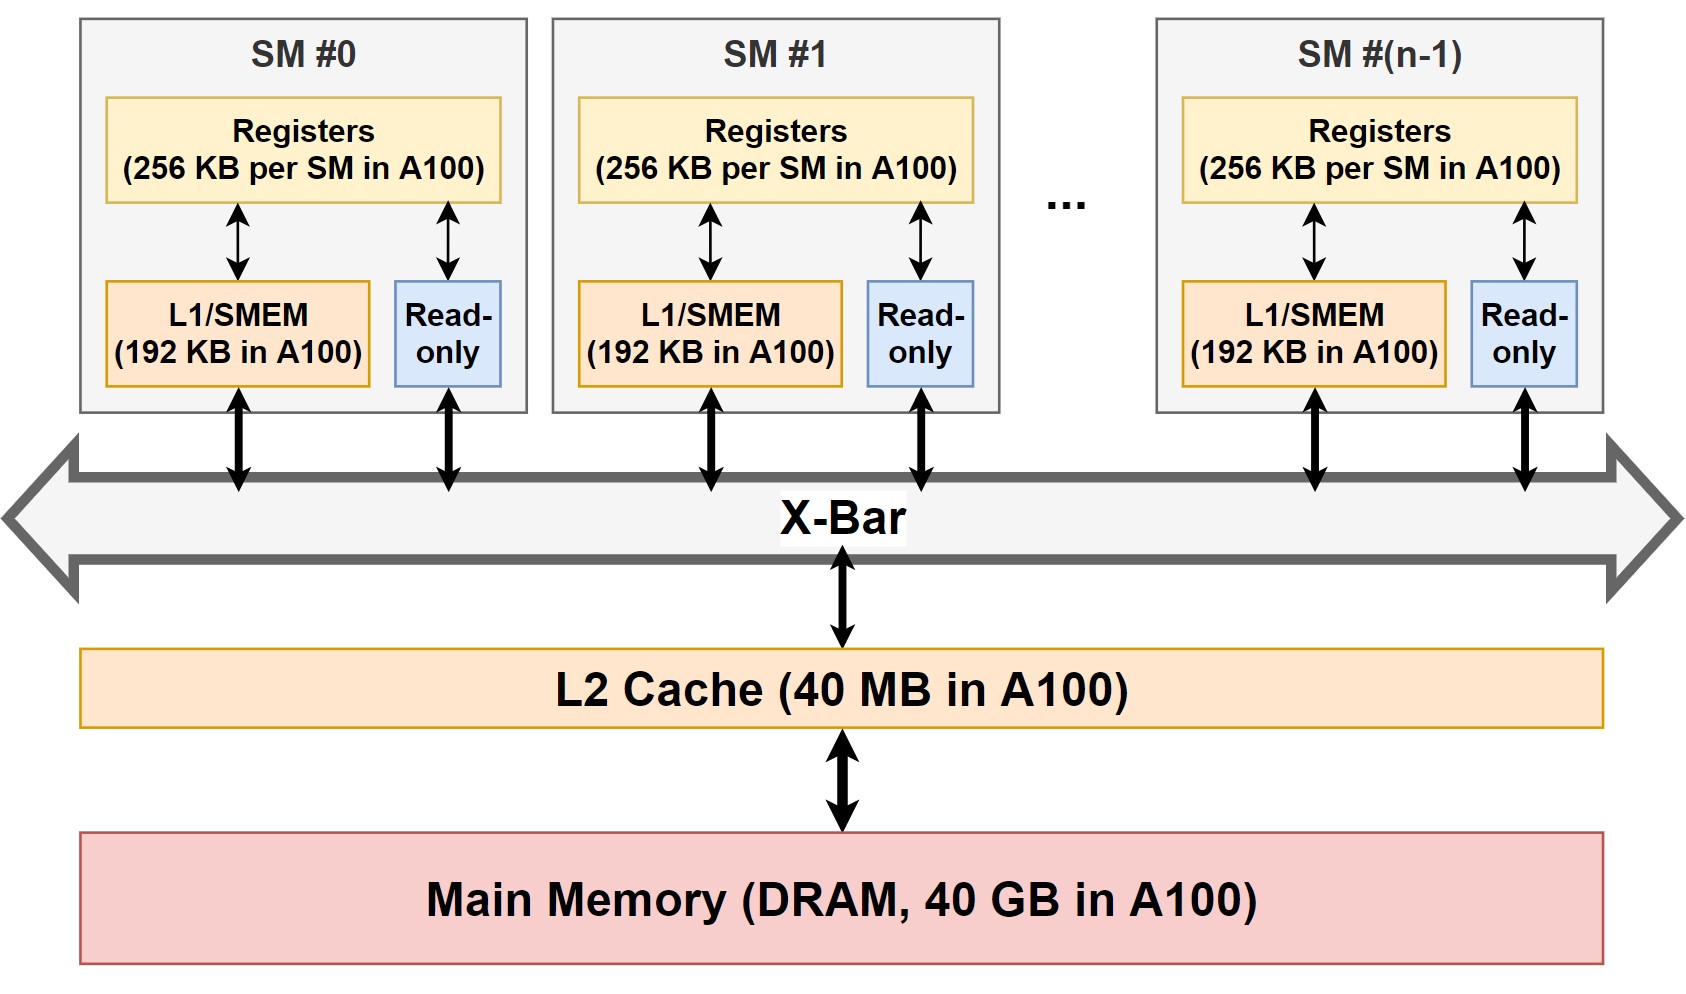 SM #0
Registers
(256 KB per SM in A100)
L1/SMEM
(192 KB in A100)
Read-
only
SM #1
Registers
(256 KB per SM in A100)
L1/SMEM
(192 KB in A100)
Read-
only
...
SM #(n-1)
Registers
(256 KB per SM in A100)
L1/SMEM
(192 KB in A100)
Read-
only
X-Bar
L2 Cache (40 MB in A100)
Main Memory (DRAM, 40 GB in A100)